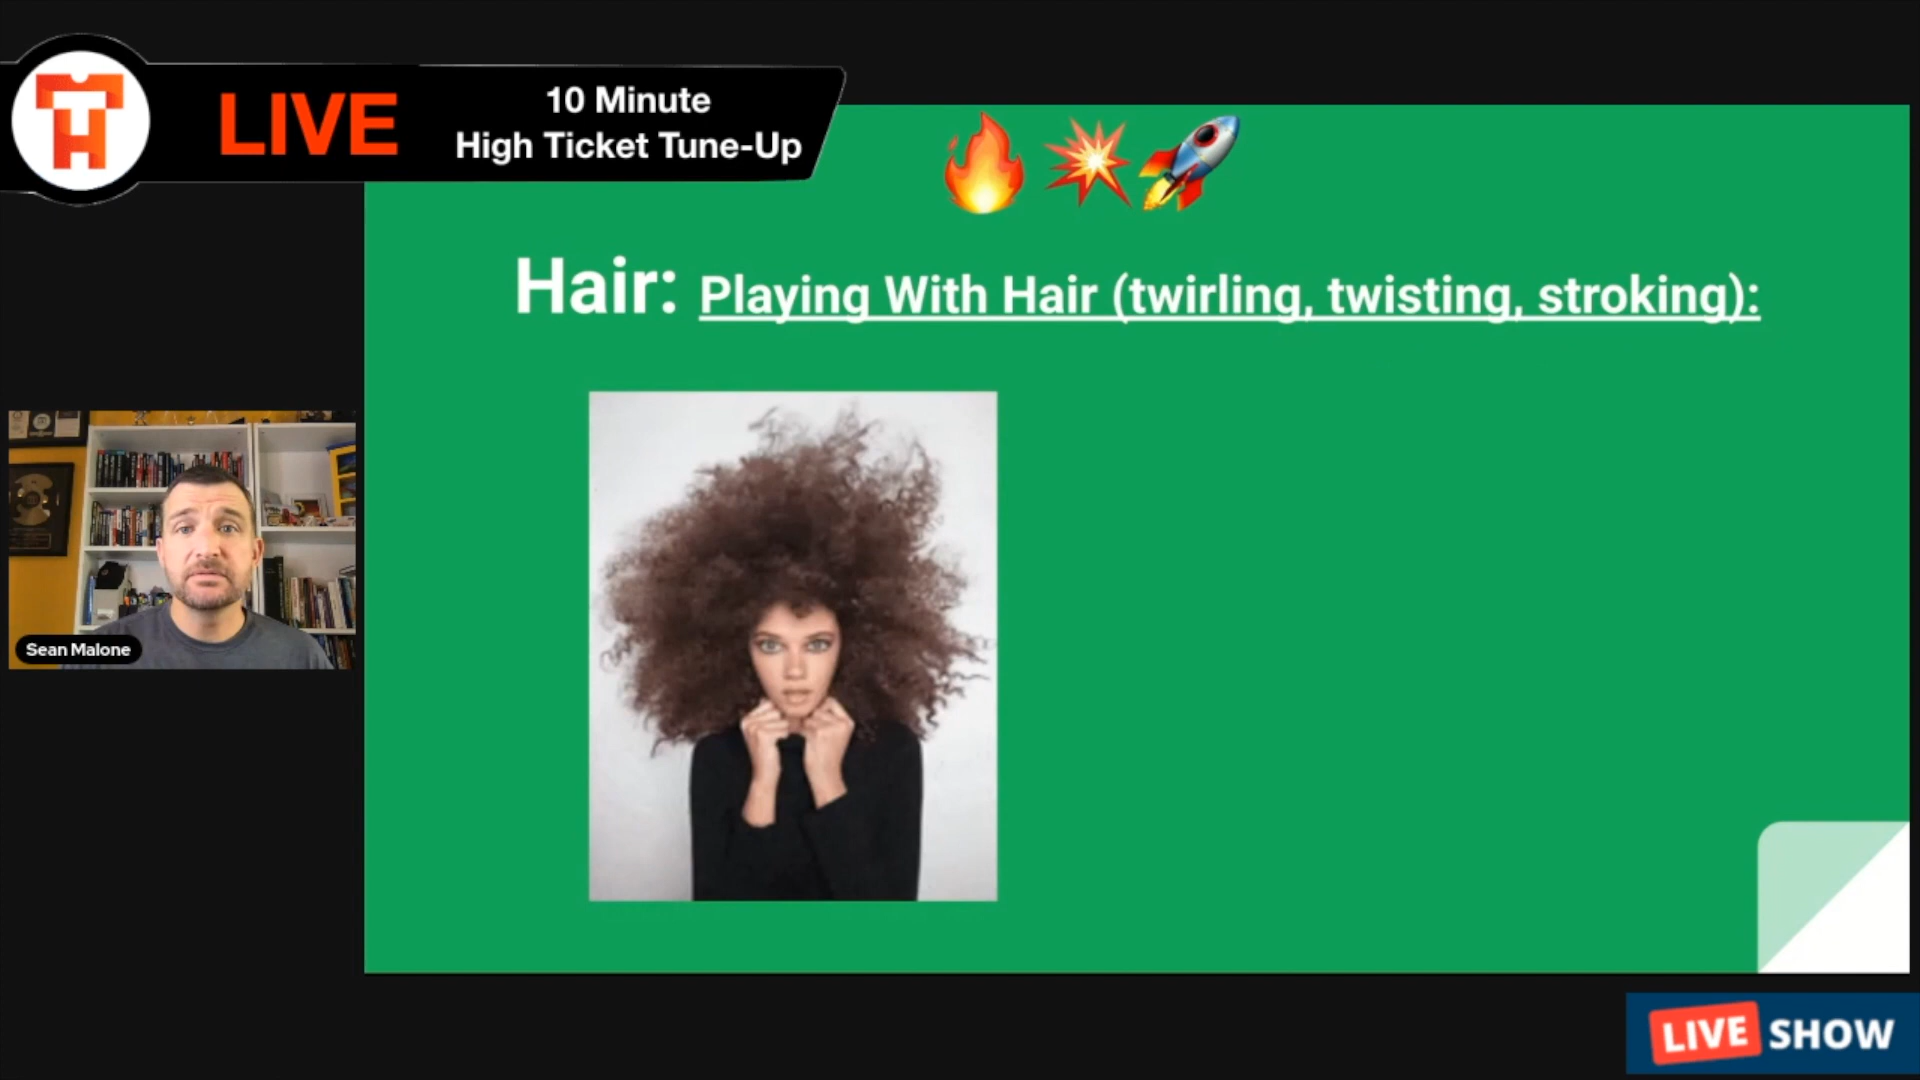 LIVE
10 Minute
High Ticket Tune-Up
Hair: Playing With Hair (twirling, twisting, stroking):
Sean Malone
LIVE SHOW